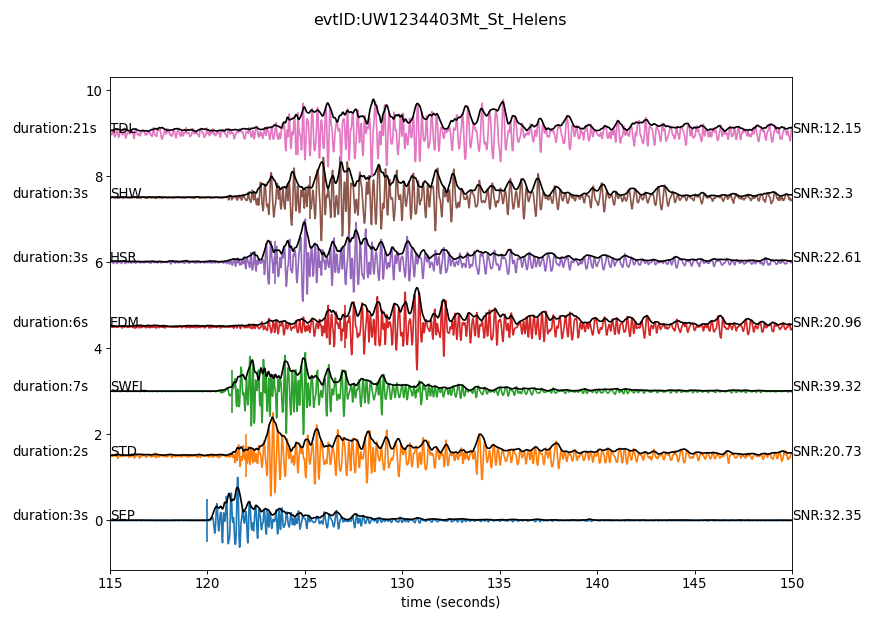 evtID:UW1234403Mt_St_Helens
10
duration:21s TDL SNR:12.15
8
duration:3s SHW SNR:32.3
duration:3s HSR SNR:22.61
6
duration:6s EDM SNR:20.96
4
duration:7s SWFL SNR:39.32
2
duration:2s STD SNR:20.73
duration:3s SEP SNR:32.35
0
115 120 125 130 135 140 145 150
time (seconds)